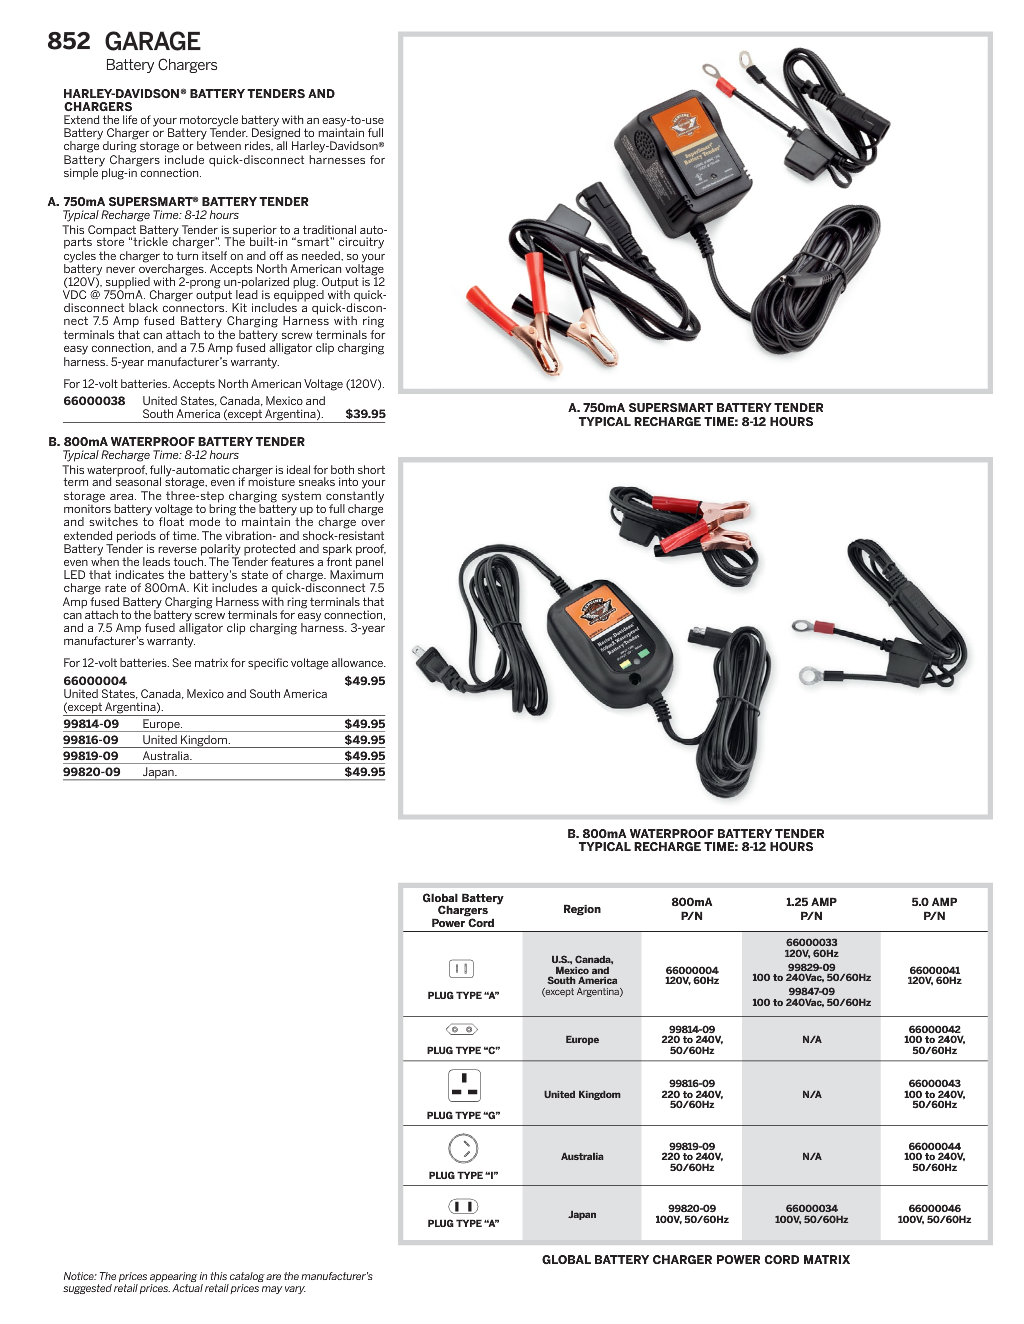 852 GARAGE
Battery Chargers
HARLEY-DAVIDSON® BATTERY TENDERS AND
CHARGERS
Extend the life of your motorcycle battery with an easy-to-use
Battery Charger or Battery Tender. Designed to maintain full
charge during storage or between rides, all Harley-Davidson®
Battery Chargers include quick-disconnect harnesses for
simple plug-in connection.
A. 750mA SUPERSMART® BATTERY TENDER
Typical Recharge Time: 8-12 hours
This Compact Battery Tender is superior to a traditional auto-
parts store “trickle charger”. The built-in “smart” circuitry
cycles the charger to turn itself on and off as needed, so your
battery never overcharges. Accepts North American voltage
(120V), supplied with 2-prong un-polarized plug. Output is 12
VDC @ 750mA. Charger output lead is equipped with quick-
disconnect black connectors. Kit includes a quick-discon-
nect 7.5 Amp fused Battery Charging Harness with ring
terminals that can attach to the battery screw terminals for
easy connection, and a 7.5 Amp fused alligator clip charging
harness. 5-year manufacturer's warranty.
For 12-volt batteries. Accepts North American Voltage (120V).
66000038 United States, Canada, Mexico and
South America (except Argentina). $39.95
B. 800mA WATERPROOF BATTERY TENDER
Typical Recharge Time: 8-12 hours
This waterproof, fully-automatic charger is ideal for both short
term and seasonal storage, even if moisture sneaks into your
storage area. The three-step charging system constantly
monitors battery voltage to bring the battery up to full charge
and switches to float mode to maintain the charge over
extended periods of time. The vibration- and shock-resistant
Battery Tender is reverse polarity protected and spark proof,
even when the leads touch. The Tender features a front panel
LED that indicates the battery's state of charge. Maximum
charge rate of 800mA. Kit includes a quick-disconnect 7.5
Amp fused Battery Charging Harness with ring terminals that
can attach to the battery screw terminals for easy connection,
and a 7.5 Amp fused alligator clip charging harness. 3-year
manufacturer's warranty.
For 12-volt batteries. See matrix for specific voltage allowance.
66000004 $49.95
United States, Canada, Mexico and South America
(except Argentina).
99814-09 Europe. $49.95
99816-09 United Kingdom. $49.95
99819-09 Australia. $49.95
99820-09 Japan. $49.95
SuperSmart
Battery Tender
A. 750mA SUPERSMART BATTERY TENDER
TYPICAL RECHARGE TIME: 8-12 HOURS
Harley-Davidson
800mA Waterproof
Battery Tender
B. 800mA WATERPROOF BATTERY TENDER
TYPICAL RECHARGE TIME: 8-12 HOURS
Global Battery
Chargers
Power Cord
Region
800mA
P/N
1.25 AMP
P/N
5.0 AMP
P/N
PLUG TYPE “A”
U.S., Canada,
Mexico and
South America
(except Argentina)
66000004
120V, 60Hz
66000033
120V, 60Hz
99829-09
100 to 240Vac, 50/60Hz
99847-09
100 to 240Vac, 50/60Hz
66000041
120V, 60Hz
PLUG TYPE “C”
Europe
99814-09
220 to 240V,
50/60Hz
N/A
66000042
100 to 240V,
50/60Hz
PLUG TYPE “G”
United Kingdom
99816-09
220 to 240V,
50/60Hz
N/A
66000043
100 to 240V,
50/60Hz
PLUG TYPE “I”
Australia
99819-09
220 to 240V,
50/60Hz
N/A
66000044
100 to 240V,
50/60Hz
PLUG TYPE “A”
Japan
99820-09
100V, 50/60Hz
66000034
100V, 50/60Hz
66000046
100V, 50/60Hz
GLOBAL BATTERY CHARGER POWER CORD MATRIX
Notice: The prices appearing in this catalog are the manufacturer's
suggested retail prices. Actual retail prices may vary.